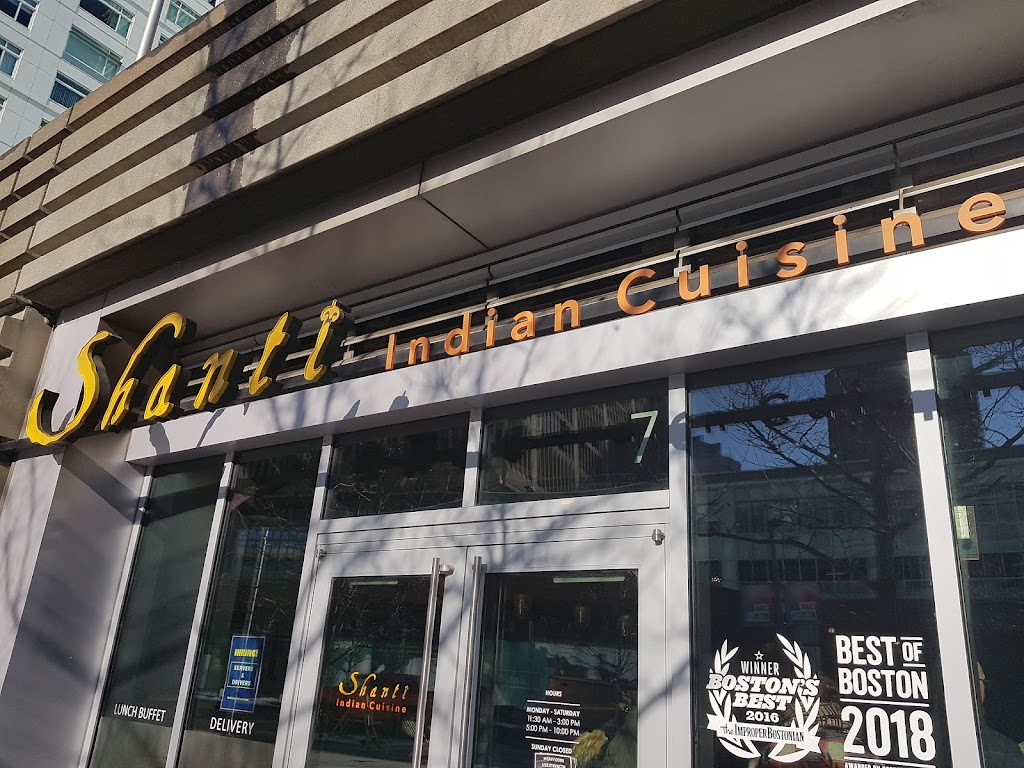 Shanti Indian Cuisine
7
HIRING!
SERVERS &
DRIVERS
LUNCH BUFFET
DELIVERY
Shanti
Indian Cuisine
HOURS
MONDAY - SATURDAY
11:30 AM - 3:00 PM
5:00 PM - 10:00 PM
SUNDAY CLOSED
WINNER
BOSTON'S
BEST
2016
The IMPROPER BOSTONIAN
BEST OF
BOSTON
2018
AWARDED BY